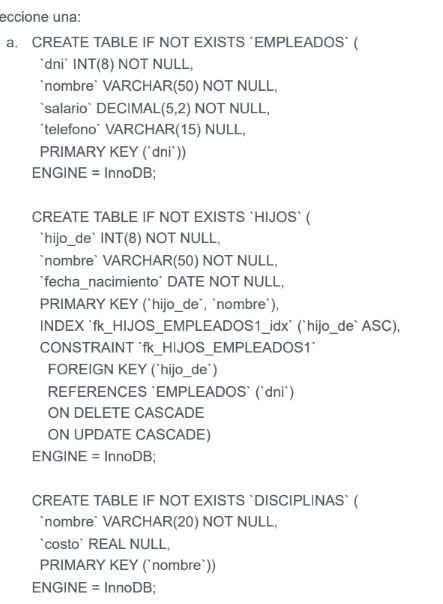 eccione una:
a. CREATE TABLE IF NOT EXISTS `EMPLEADOS` (
`dni` INT(8) NOT NULL,
`nombre` VARCHAR(50) NOT NULL,
`salario` DECIMAL(5,2) NOT NULL,
`telefono` VARCHAR(15) NULL,
PRIMARY KEY (`dni`))
ENGINE = InnoDB;

CREATE TABLE IF NOT EXISTS `HIJOS` (
`hijo_de` INT(8) NOT NULL,
`nombre` VARCHAR(50) NOT NULL,
`fecha_nacimiento` DATE NOT NULL,
PRIMARY KEY (`hijo_de`, `nombre`),
INDEX `fk_HIJOS_EMPLEADOS1_idx` (`hijo_de` ASC),
CONSTRAINT `fk_HIJOS_EMPLEADOS1`
FOREIGN KEY (`hijo_de`)
REFERENCES `EMPLEADOS` (`dni`)
ON DELETE CASCADE
ON UPDATE CASCADE)
ENGINE = InnoDB;

CREATE TABLE IF NOT EXISTS `DISCIPLINAS` (
`nombre` VARCHAR(20) NOT NULL,
`costo` REAL NULL,
PRIMARY KEY (`nombre`))
ENGINE = InnoDB;